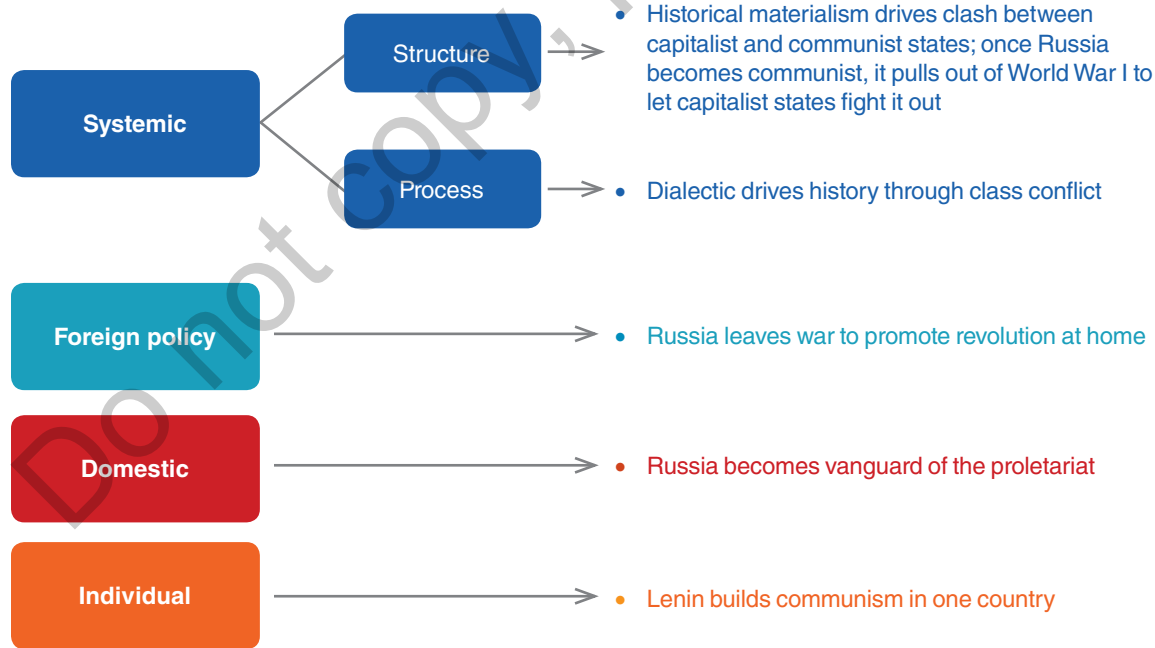 Systemic
Structure
• Historical materialism drives clash between
capitalist and communist states; once Russia
becomes communist, it pulls out of World War I to
let capitalist states fight it out
Process
• Dialectic drives history through class conflict
Foreign policy
• Russia leaves war to promote revolution at home
Domestic
• Russia becomes vanguard of the proletariat
Individual
• Lenin builds communism in one country
Do not copy,